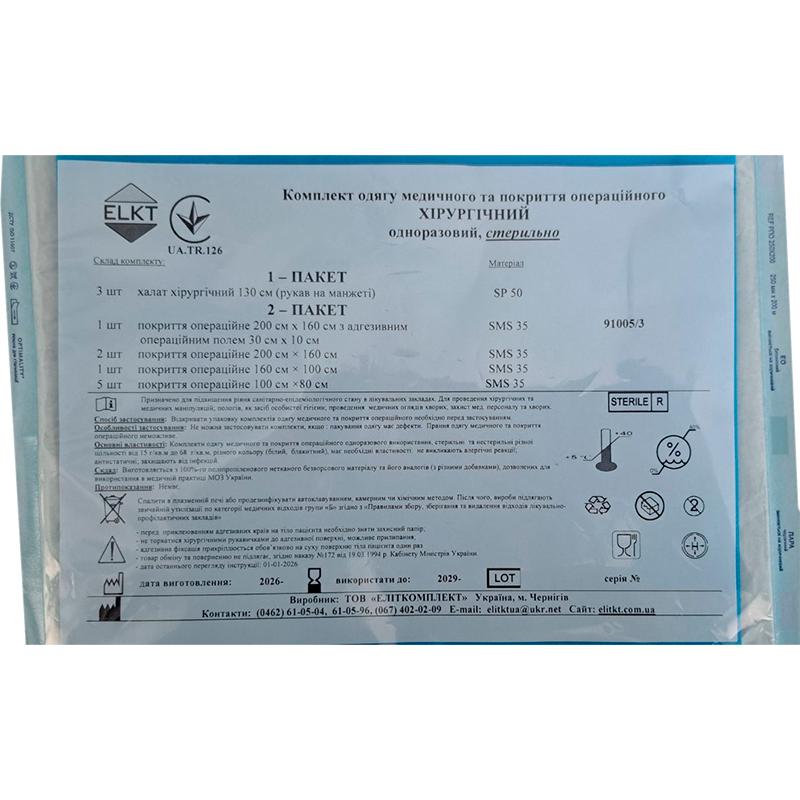 ELKT
UA.TR.126
Комплект одягу медичного та покриття операційного
ХІРУРГІЧНИЙ
одноразовий, стерильно
Склад комплекту:
Матеріал
1 – ПАКЕТ
3 шт халат хірургічний 130 см (рукав на манжеті) SP 50
2 – ПАКЕТ
1 шт покриття операційне 200 см х 160 см з адгезивним SMS 35 91005/3
операційним полем 30 см х 10 см
2 шт покриття операційне 200 см × 160 см SMS 35
1 шт покриття операційне 160 см × 100 см SMS 35
5 шт покриття операційне 100 см ×80 см SMS 35
Призначено для підвищення рівня санітарно-епідеміологічного стану в лікувальних закладах. Для проведення хірургічних та
медичних маніпуляцій; пологів, як засіб особистої гігієни; проведення медичних оглядів хворих, захист мед. персоналу та хворих.
STERILE R
Спосіб застосування: Відкривати упаковку комплектів одягу медичного та покриття операційного необхідно перед застосуванням.
Особливості застосування: Не можна застосовувати комплекти, якщо : пакування одягу має дефекти. Прання одягу медичного та покриття
операційного неможливе.
Основні властивості: Комплекти одягу медичного та покриття операційного одноразового використання, стерильні та нестерильні різної
щільності від 15 г/кв.м до 68 г/кв.м, різного кольору (білий, блакитний), має необхідні властивості: не викликають алергічні реакції;
антистатичні; захищають від інфекцій.
Склад: Виготовляється з 100%-го поліпропіленового нетканого безворсового матеріалу та його аналогів (з різними добавками), дозволених для
використання в медичній практиці МОЗ України.
Протипоказання: Немає.
+5 °C
+40
%
0%
Спалити в плазменній печі або продезінфікувати автоклавуванням, камерним чи хімічним методом. Після чого, вироби підлягають
звичайній утилізації по категорії медичних відходів групи «Б» згідно з «Правилами збору, зберігання та видалення відходів лікувально-
профілактичних закладів»
2
- перед приклеюванням адгезивних країв на тіло пацієнта необхідно зняти захисний папір;
- не торкатися хірургічними рукавичками до адгезивної поверхні, можливе прилипання,
- адгезивна фіксація прикріплюється обов'язково на суху поверхню тіла пацієнта один раз
- товар обміну та поверненню не підлягає, згідно наказу №172 від 19.03.1994 р. Кабінету Міністрів України.
- дата останнього перегляду інструкції: 01-01-2026
H
дата виготовлення: 2026- використати до: 2029- LOT серія №
Виробник: ТОВ «ЕЛІТКОМПЛЕКТ» Україна, м. Чернігів
Контакти: (0462) 61-05-04, 61-05-96, (067) 402-02-09 E-mail: elitktua@ukr.net Сайт: elitkt.com.ua
OPTIMALITY
ПАРА
ЕО